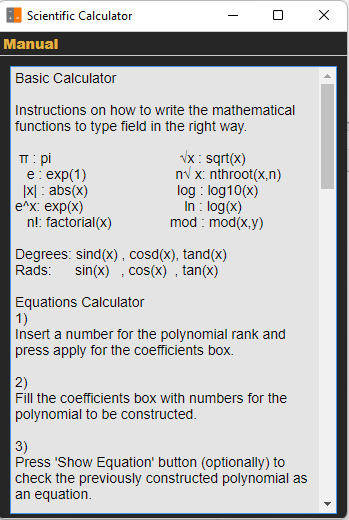 Scientific Calculator
Manual
Basic Calculator
Instructions on how to write the mathematical
functions to type field in the right way.
π : pi √x : sqrt(x)
e : exp(1) n√ x: nthroot(x,n)
|x| : abs(x) log : log10(x)
e^x: exp(x) ln : log(x)
n!: factorial(x) mod : mod(x,y)
Degrees: sind(x) , cosd(x), tand(x)
Rads: sin(x) , cos(x) , tan(x)
Equations Calculator
1)
Insert a number for the polynomial rank and
press apply for the coefficients box.
2)
Fill the coefficients box with numbers for the
polynomial to be constructed.
3)
Press 'Show Equation' button (optionally) to
check the previously constructed polynomial as
an equation.